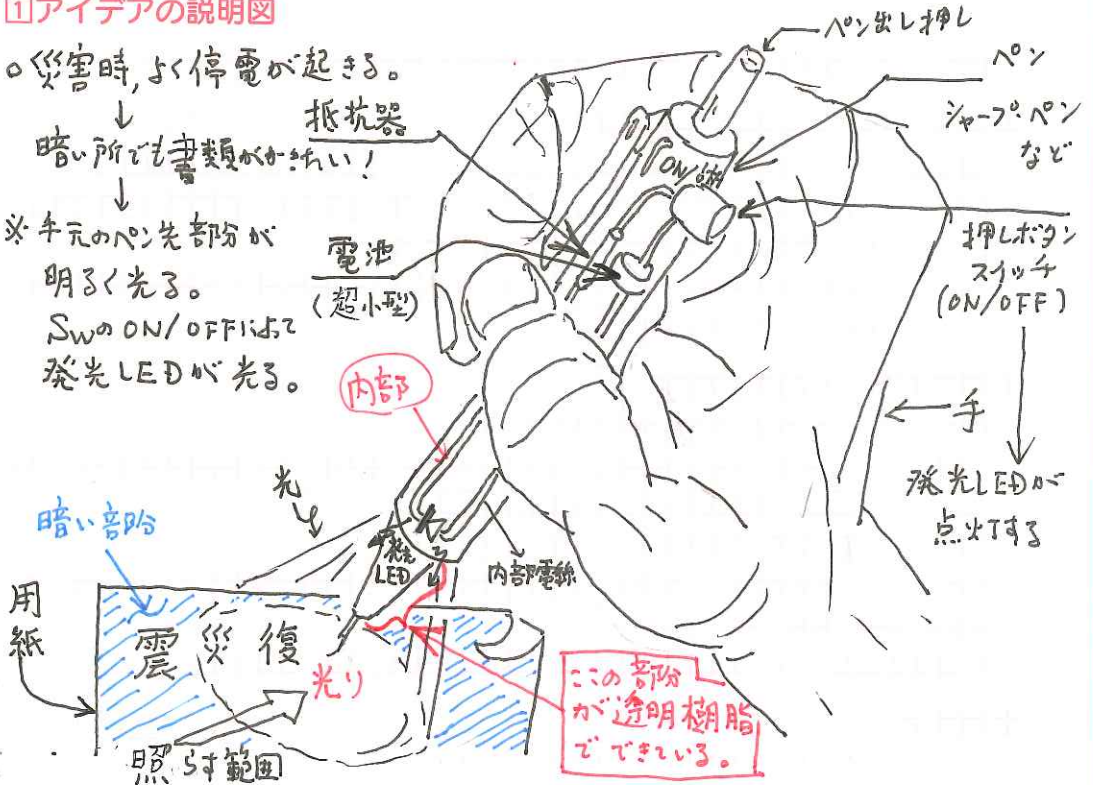 1アイデアの説明図
○災害時,よく停電が起きる。
↓
暗い所でも書類がかきたい!
↓
※手元のペン先部分が
明るく光る。
SwのON/OFFによって
発光LEDが光る。
ペン出し押し
ペン
シャープペン
など
抵抗器
ON/
電池
(超小型)
押しボタン
スイッチ
(ON/OFF)
手
発光LEDが
点灯する
内部
光
暗い部分
発光
LED
内部電線
用
紙
震災復
光り
照らす範囲
ここの部分
が透明樹脂
でできている。